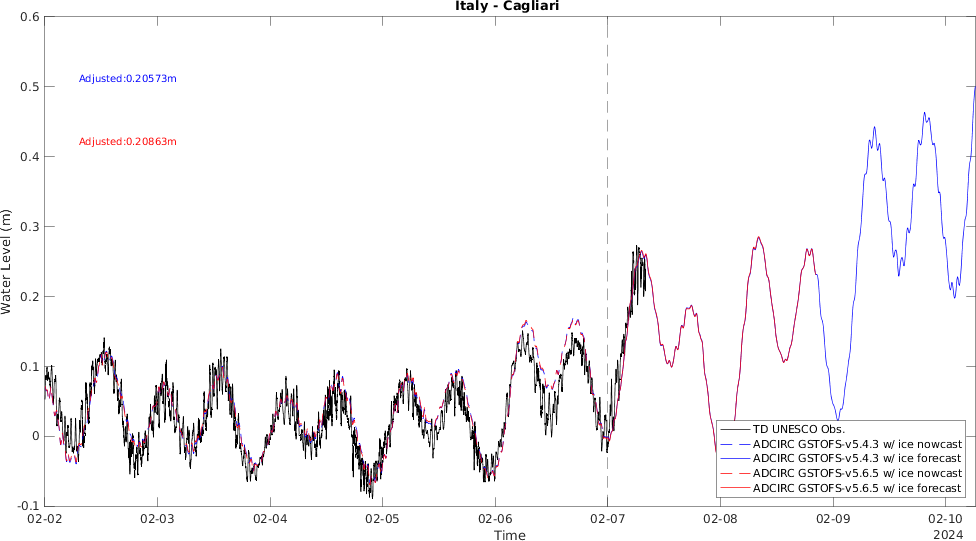 Italy - Cagliari
0.6
0.5
0.4
0.3
0.2
0.1
0
-0.1
Water Level (m)
Adjusted:0.20573m
Adjusted:0.20863m
TD UNESCO Obs.
ADCIRC GSTOFS-v5.4.3 w/ ice nowcast
ADCIRC GSTOFS-v5.4.3 w/ ice forecast
ADCIRC GSTOFS-v5.6.5 w/ ice nowcast
ADCIRC GSTOFS-v5.6.5 w/ ice forecast
02-02 02-03 02-04 02-05 02-06 02-07 02-08 02-09 02-10
Time
2024